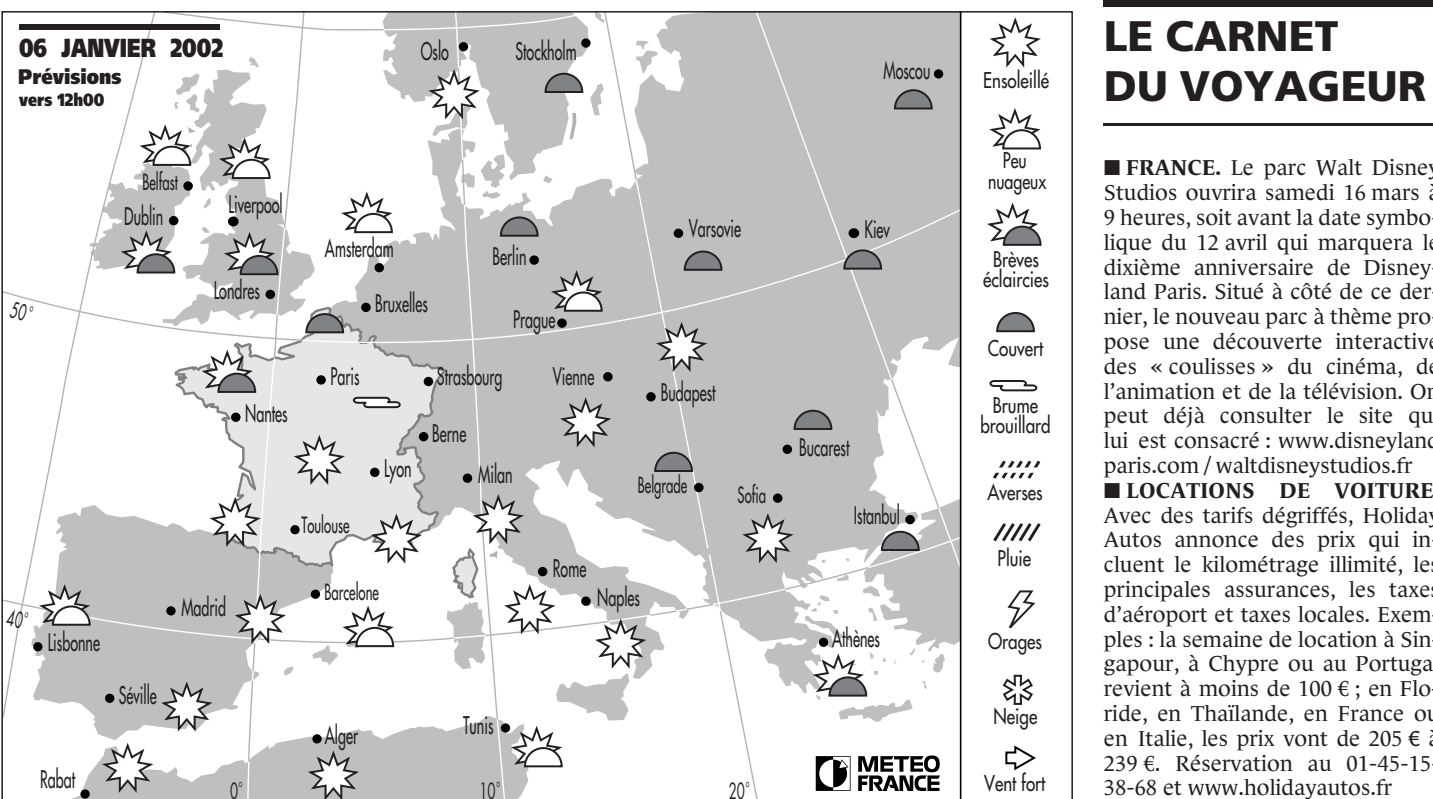 06 JANVIER 2002
Prévisions
vers 12h00
Oslo
Stockholm
Moscou
Belfast
Dublin
Liverpool
Amsterdam
Londres
Bruxelles
Berlin
Varsovie
Kiev
Prague
50°
Paris
Strasbourg
Vienne
Budapest
Nantes
Berne
Lyon
Milan
Bucarest
Belgrade
Sofia
Istanbul
Toulouse
Rome
Naples
Barcelone
Madrid
40°
Lisbonne
Athènes
Séville
Tunis
Alger
Rabat
0°
10°
20°
METEO
FRANCE
Ensoleillé
Peu
nuageux
Brèves
éclaircies
Couvert
Brume
brouillard
Averses
Pluie
Orages
Neige
Vent fort
LE CARNET
DU VOYAGEUR
■ FRANCE. Le parc Walt Disney
Studios ouvrira samedi 16 mars à
9 heures, soit avant la date symbo-
lique du 12 avril qui marquera le
dixième anniversaire de Disney-
land Paris. Situé à côté de ce der-
nier, le nouveau parc à thème pro-
pose une découverte interactive
des « coulisses » du cinéma, de
l'animation et de la télévision. On
peut déjà consulter le site qui
lui est consacré : www.disneyland
paris.com / waltdisneystudios.fr
■ LOCATIONS DE VOITURE
Avec des tarifs dégriffés, Holiday
Autos annonce des prix qui in-
cluent le kilométrage illimité, les
principales assurances, les taxes
d'aéroport et taxes locales. Exem-
ples : la semaine de location à Sin-
gapour, à Chypre ou au Portugal
revient à moins de 100 € ; en Flo-
ride, en Thaïlande, en France ou
en Italie, les prix vont de 205 € à
239 €. Réservation au 01-45-15-
38-68 et www.holidayautos.fr